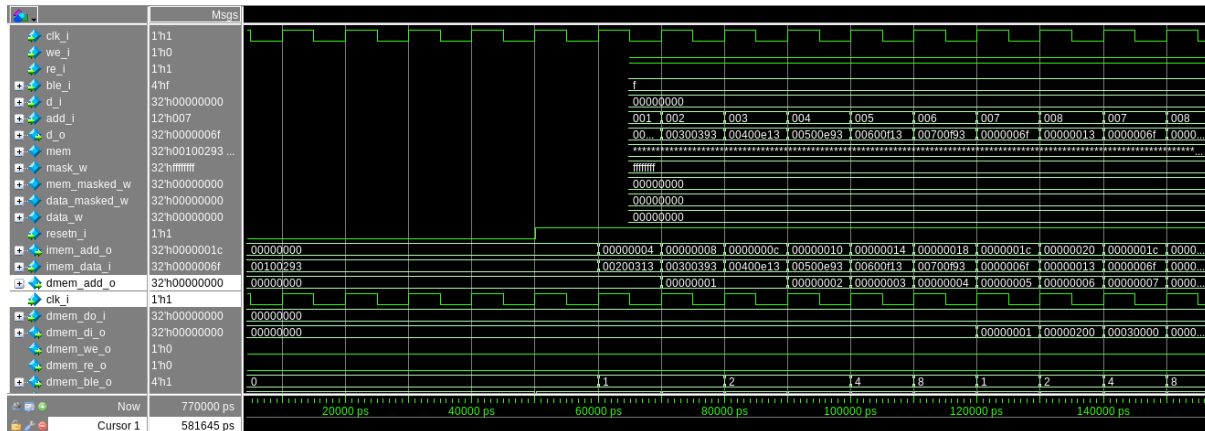 Msgs
clk_i 1'h1
we_i 1'h0
re_i 1'h1
ble_i 4'hf f
d_i 32'h00000000 00000000
add_i 12'h007 001 002 003 004 005 006 007 008 007 008
d_o 32'h0000006f 00... 00300393 00400e13 00500e93 00600f13 00700f93 0000006f 00000013 0000006f 0000...
mem 32'h00100293 ...
mask_w 32'hffffffff ffffffff
mem_masked_w 32'h00000000 00000000
data_masked_w 32'h00000000 00000000
data_w 32'h00000000 00000000
resetn_i 1'h1
imem_add_o 32'h0000001c 00000000 00000004 00000008 0000000c 00000010 00000014 00000018 0000001c 00000020 0000001c 0000...
imem_data_i 32'h0000006f 00100293 00200313 00300393 00400e13 00500e93 00600f13 00700f93 0000006f 00000013 0000006f 0000...
dmem_add_o 32'h00000000 00000000 00000001 00000002 00000003 00000004 00000005 00000006 00000007 0000...
clk_i 1'h1
dmem_do_i 32'h00000000 00000000
dmem_di_o 32'h00000000 00000000 00000001 00000200 00030000 0000...
dmem_we_o 1'h0
dmem_re_o 1'h0
dmem_ble_o 4'h1 0 1 2 4 8 1 2 4 8
Now 770000 ps 20000 ps 40000 ps 60000 ps 80000 ps 100000 ps 120000 ps 140000 ps
Cursor 1 581645 ps